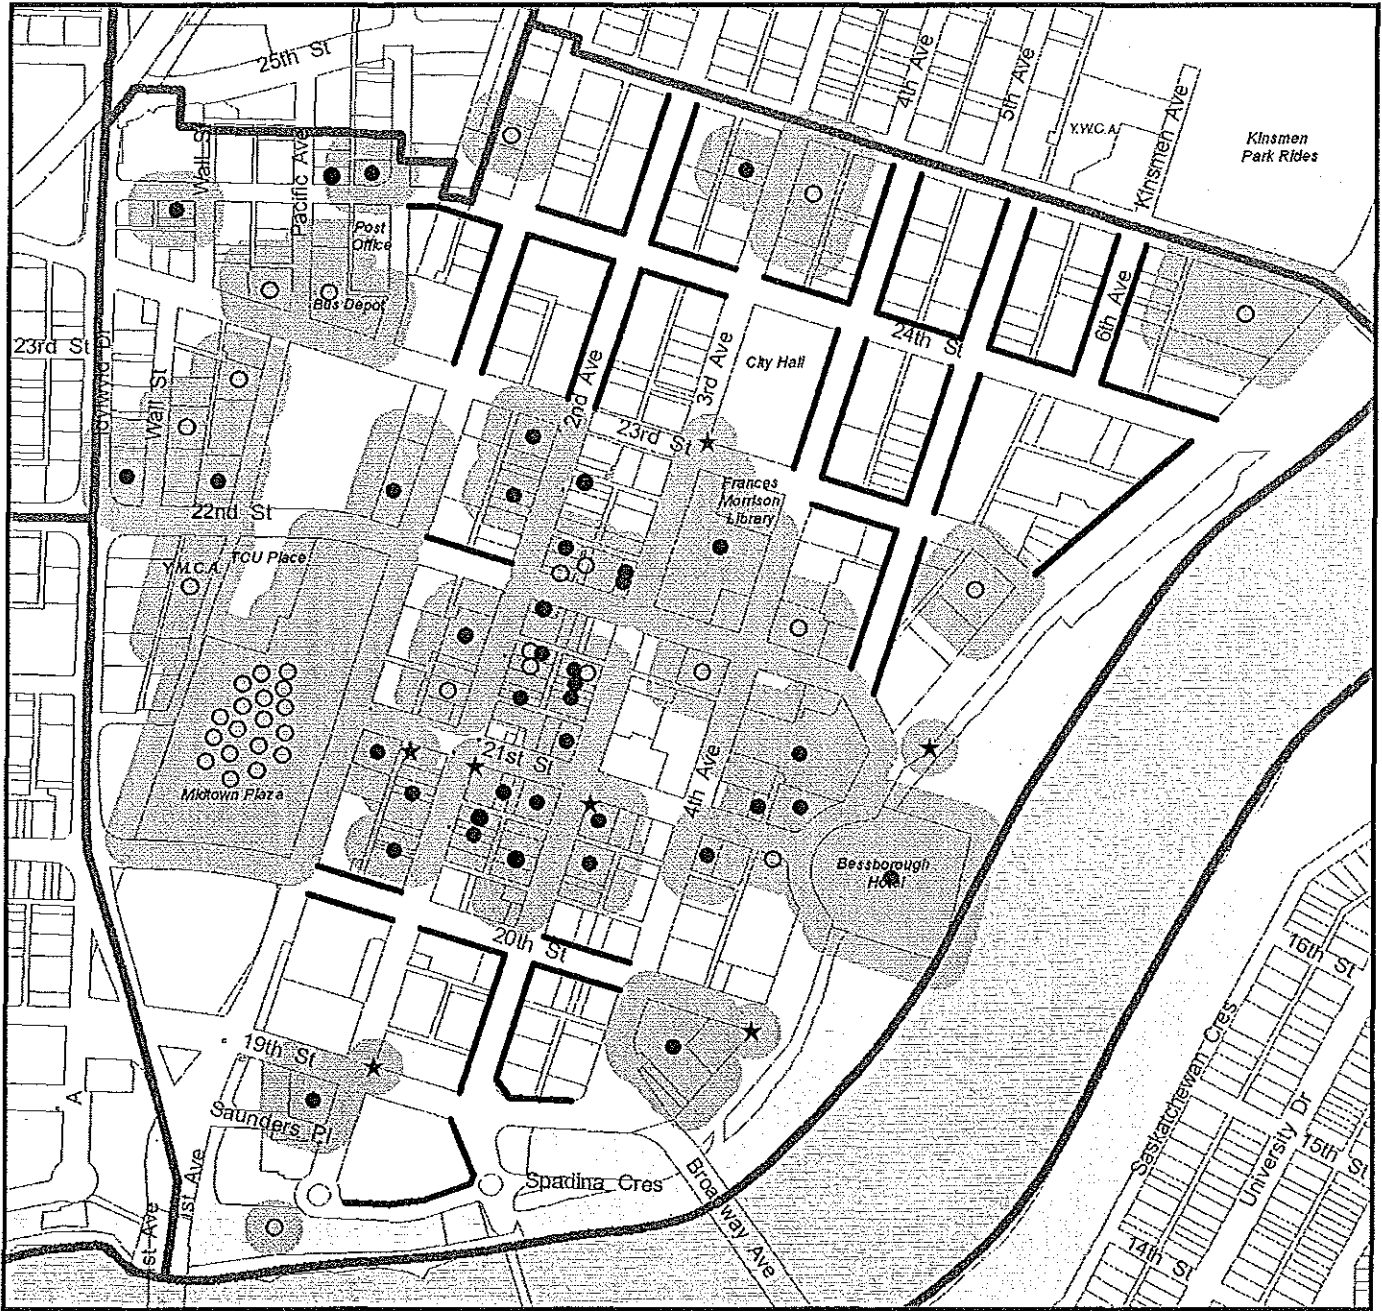 25th St
4th Ave
5th Ave
Y.W.C.A.
Kinsmen Ave
Kinsmen
Park Rides
Wall St
Pacific Ave
Post
Office
Bus Depot
6th Ave
24th St
23rd St
Idylwyld Dr
Wall St
2nd Ave
3rd Ave
City Hall
23rd St
Frances
Morrison
Library
22nd St
Y.M.C.A.
TCU Place
21st St
4th Ave
Midtown Plaza
Bessborough
Hotel
20th St
16th St
19th St
A
Saunders Pl
Saskatchewan Cres
University Dr
15th St
1st Ave
1st Ave
Spadina Cres
Broadway Ave
14th St